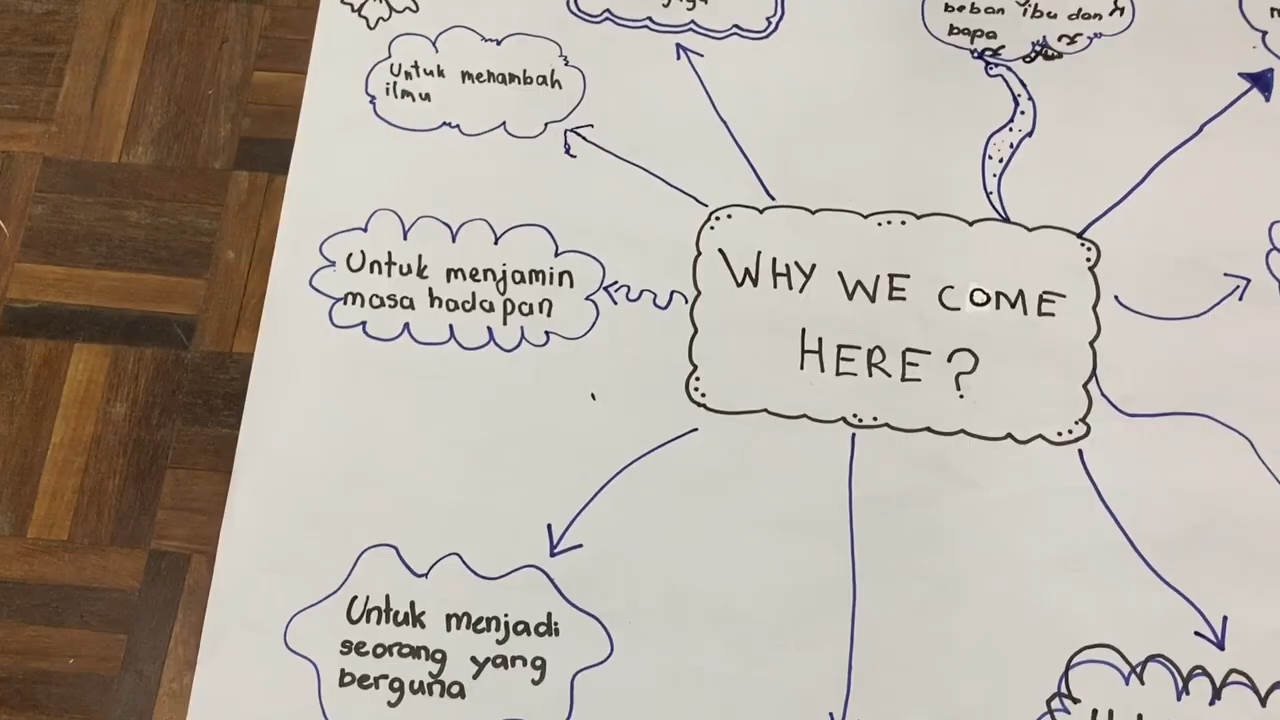 beban ibu dan
bapa
Untuk menambah
ilmu
Untuk menjamin
masa hadapan
WHY WE COME
HERE?
Untuk menjadi
seorang yang
berguna